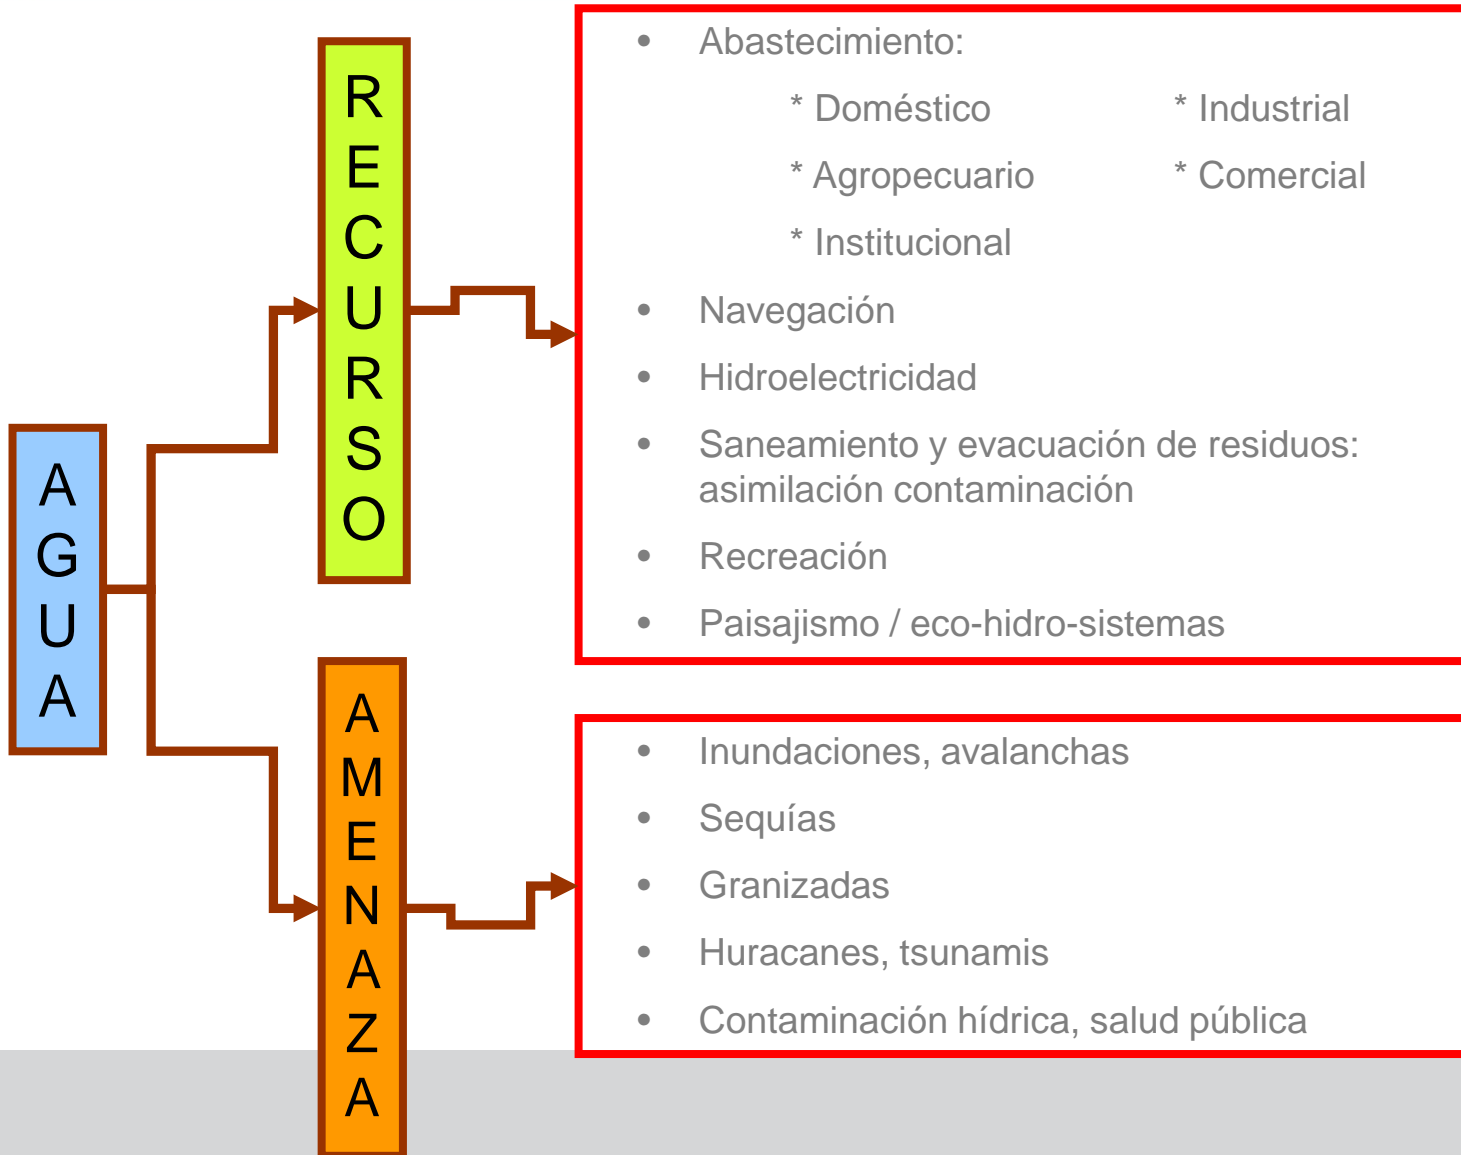 AGUA
RECURSO
• Abastecimiento:
* Doméstico * Industrial
* Agropecuario * Comercial
* Institucional
• Navegación
• Hidroelectricidad
• Saneamiento y evacuación de residuos:
asimilación contaminación
• Recreación
• Paisajismo / eco-hidro-sistemas
AMENAZA
• Inundaciones, avalanchas
• Sequías
• Granizadas
• Huracanes, tsunamis
• Contaminación hídrica, salud pública